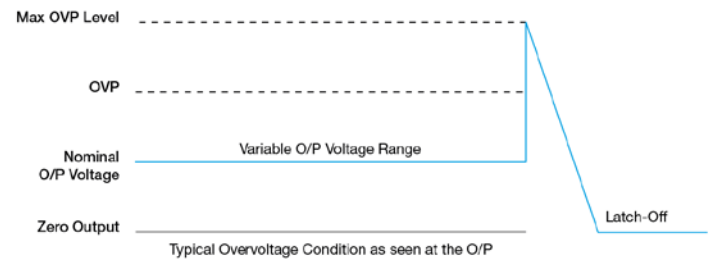 Max OVP Level
OVP
Variable O/P Voltage Range
Nominal
O/P Voltage
Latch-Off
Zero Output
Typical Overvoltage Condition as seen at the O/P